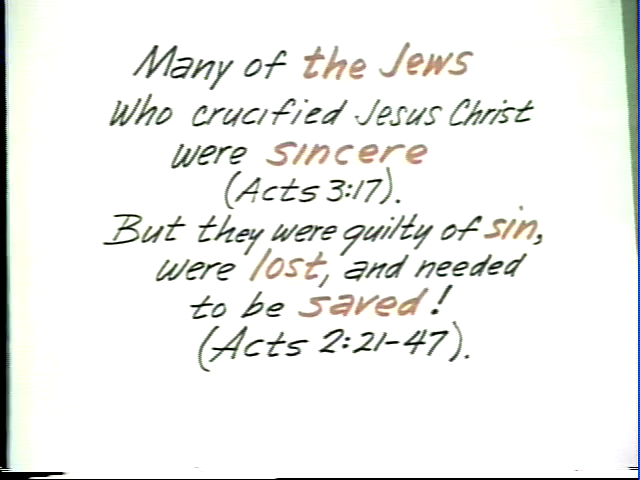 Many of the Jews
Who crucified Jesus Christ
were sincere
(Acts 3:17).
But they were guilty of sin,
were lost, and needed
to be saved!
(Acts 2:21-47).